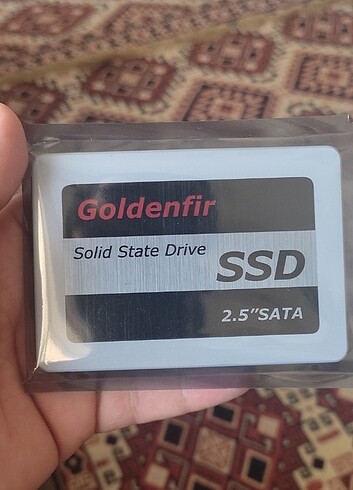 Goldenfir
Solid State Drive
SSD
2.5"SATA